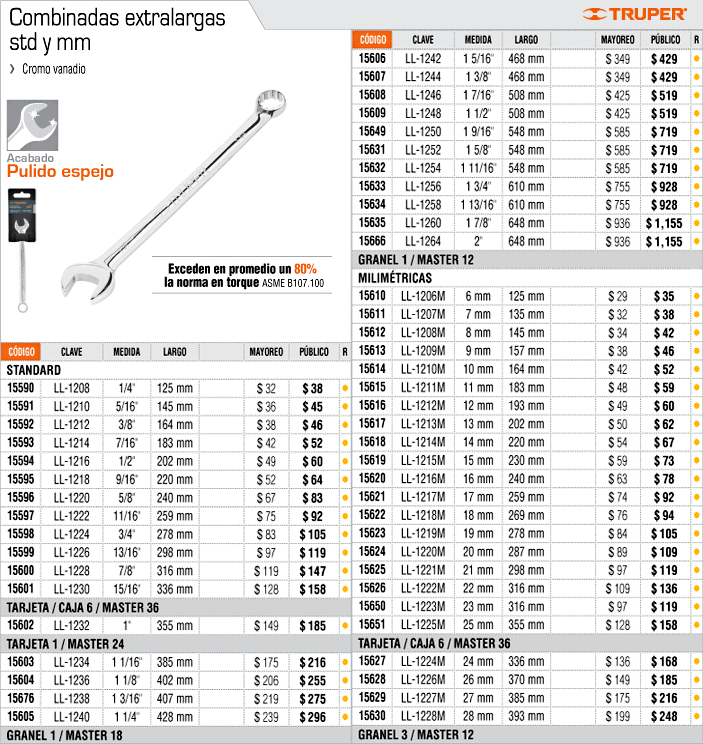 Combinadas extralargas
std y mm
› Cromo vanadio
Acabado
Pulido espejo
Exceden en promedio un 80%
la norma en torque ASME B107.100
CÓDIGO CLAVE MEDIDA LARGO MAYOREO PÚBLICO R
STANDARD
15590 LL-1208 1/4" 125 mm $ 32 $ 38
15591 LL-1210 5/16" 145 mm $ 36 $ 45
15592 LL-1212 3/8" 164 mm $ 38 $ 46
15593 LL-1214 7/16" 183 mm $ 42 $ 52
15594 LL-1216 1/2" 202 mm $ 49 $ 60
15595 LL-1218 9/16" 220 mm $ 52 $ 64
15596 LL-1220 5/8" 240 mm $ 67 $ 83
15597 LL-1222 11/16" 259 mm $ 75 $ 92
15598 LL-1224 3/4" 278 mm $ 83 $ 105
15599 LL-1226 13/16" 298 mm $ 97 $ 119
15600 LL-1228 7/8" 316 mm $ 119 $ 147
15601 LL-1230 15/16" 336 mm $ 128 $ 158
TARJETA / CAJA 6 / MASTER 36
15602 LL-1232 1" 355 mm $ 149 $ 185
TARJETA 1 / MASTER 24
15603 LL-1234 1 1/16" 385 mm $ 175 $ 216
15604 LL-1236 1 1/8" 402 mm $ 206 $ 255
15676 LL-1238 1 3/16" 407 mm $ 219 $ 275
15605 LL-1240 1 1/4" 428 mm $ 239 $ 296
GRANEL 1 / MASTER 18
TRUPER
CÓDIGO CLAVE MEDIDA LARGO MAYOREO PÚBLICO R
15606 LL-1242 1 5/16" 468 mm $ 349 $ 429
15607 LL-1244 1 3/8" 468 mm $ 349 $ 429
15608 LL-1246 1 7/16" 508 mm $ 425 $ 519
15609 LL-1248 1 1/2" 508 mm $ 425 $ 519
15649 LL-1250 1 9/16" 548 mm $ 585 $ 719
15631 LL-1252 1 5/8" 548 mm $ 585 $ 719
15632 LL-1254 1 11/16" 548 mm $ 585 $ 719
15633 LL-1256 1 3/4" 610 mm $ 755 $ 928
15634 LL-1258 1 13/16" 610 mm $ 755 $ 928
15635 LL-1260 1 7/8" 648 mm $ 936 $ 1,155
15666 LL-1264 2" 648 mm $ 936 $ 1,155
GRANEL 1 / MASTER 12
MILIMÉTRICAS
15610 LL-1206M 6 mm 125 mm $ 29 $ 35
15611 LL-1207M 7 mm 135 mm $ 32 $ 38
15612 LL-1208M 8 mm 145 mm $ 34 $ 42
15613 LL-1209M 9 mm 157 mm $ 38 $ 46
15614 LL-1210M 10 mm 164 mm $ 42 $ 52
15615 LL-1211M 11 mm 183 mm $ 48 $ 59
15616 LL-1212M 12 mm 193 mm $ 49 $ 60
15617 LL-1213M 13 mm 202 mm $ 50 $ 62
15618 LL-1214M 14 mm 220 mm $ 54 $ 67
15619 LL-1215M 15 mm 230 mm $ 59 $ 73
15620 LL-1216M 16 mm 240 mm $ 63 $ 78
15621 LL-1217M 17 mm 259 mm $ 74 $ 92
15622 LL-1218M 18 mm 269 mm $ 76 $ 94
15623 LL-1219M 19 mm 278 mm $ 84 $ 105
15624 LL-1220M 20 mm 287 mm $ 89 $ 109
15625 LL-1221M 21 mm 298 mm $ 97 $ 119
15626 LL-1222M 22 mm 316 mm $ 109 $ 136
15650 LL-1223M 23 mm 316 mm $ 97 $ 119
15651 LL-1225M 25 mm 355 mm $ 128 $ 158
TARJETA / CAJA 6 / MASTER 36
15627 LL-1224M 24 mm 336 mm $ 136 $ 168
15628 LL-1226M 26 mm 370 mm $ 149 $ 185
15629 LL-1227M 27 mm 385 mm $ 175 $ 216
15630 LL-1228M 28 mm 393 mm $ 199 $ 248
GRANEL 3 / MASTER 12